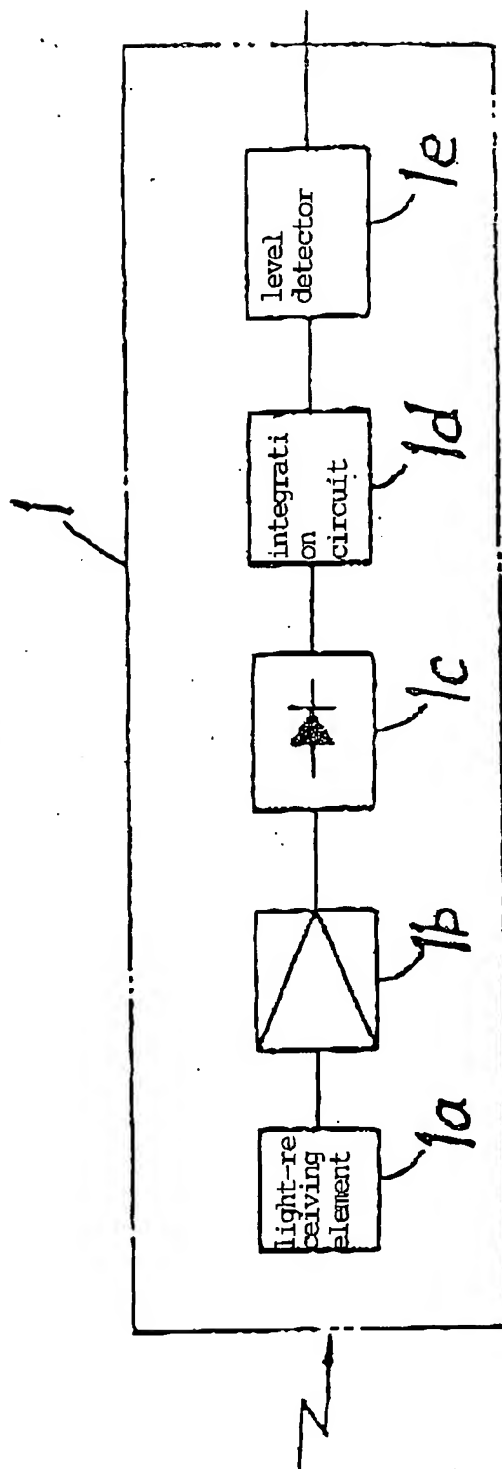 1
light-re
ceiving
element
1a
1b
1c
integrati
on
circuit
1d
level
detector
1e